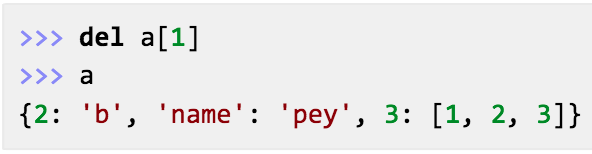 >>> del a[1]
>>> a
{2: 'b', 'name': 'pey', 3: [1, 2, 3]}